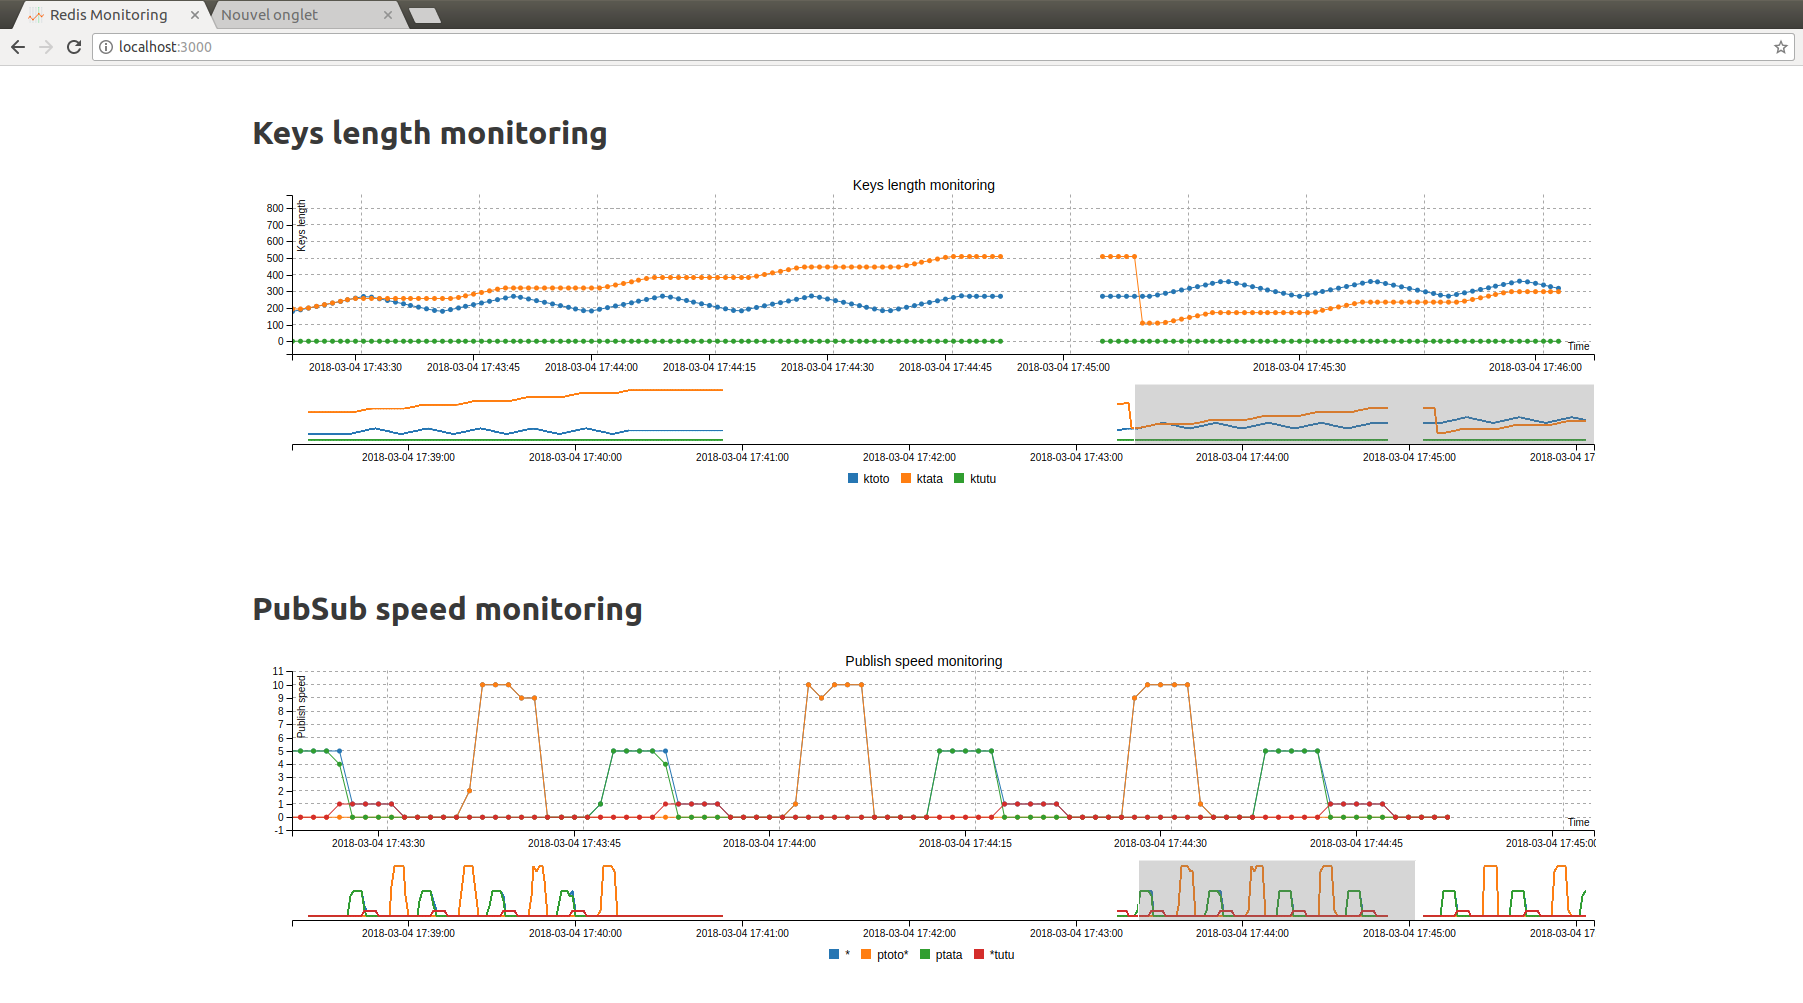 Redis Monitoring
Nouvel onglet
localhost:3000
Keys length monitoring
Keys length monitoring
Keys length
800
700
600
500
400
300
200
100
0
Time
2018-03-04 17:43:30 2018-03-04 17:43:45 2018-03-04 17:44:00 2018-03-04 17:44:15 2018-03-04 17:44:30 2018-03-04 17:44:45 2018-03-04 17:45:00 2018-03-04 17:45:30 2018-03-04 17:46:00
2018-03-04 17:39:00 2018-03-04 17:40:00 2018-03-04 17:41:00 2018-03-04 17:42:00 2018-03-04 17:43:00 2018-03-04 17:44:00 2018-03-04 17:45:00 2018-03-04 17
ktoto ktata ktutu
PubSub speed monitoring
Publish speed monitoring
Publish speed
11
10
9
8
7
6
5
4
3
2
1
0
-1
Time
2018-03-04 17:43:30 2018-03-04 17:43:45 2018-03-04 17:44:00 2018-03-04 17:44:15 2018-03-04 17:44:30 2018-03-04 17:44:45 2018-03-04 17:45:00
2018-03-04 17:39:00 2018-03-04 17:40:00 2018-03-04 17:41:00 2018-03-04 17:42:00 2018-03-04 17:43:00 2018-03-04 17:44:00 2018-03-04 17:45:00 2018-03-04 17
* ptoto* ptata *tutu